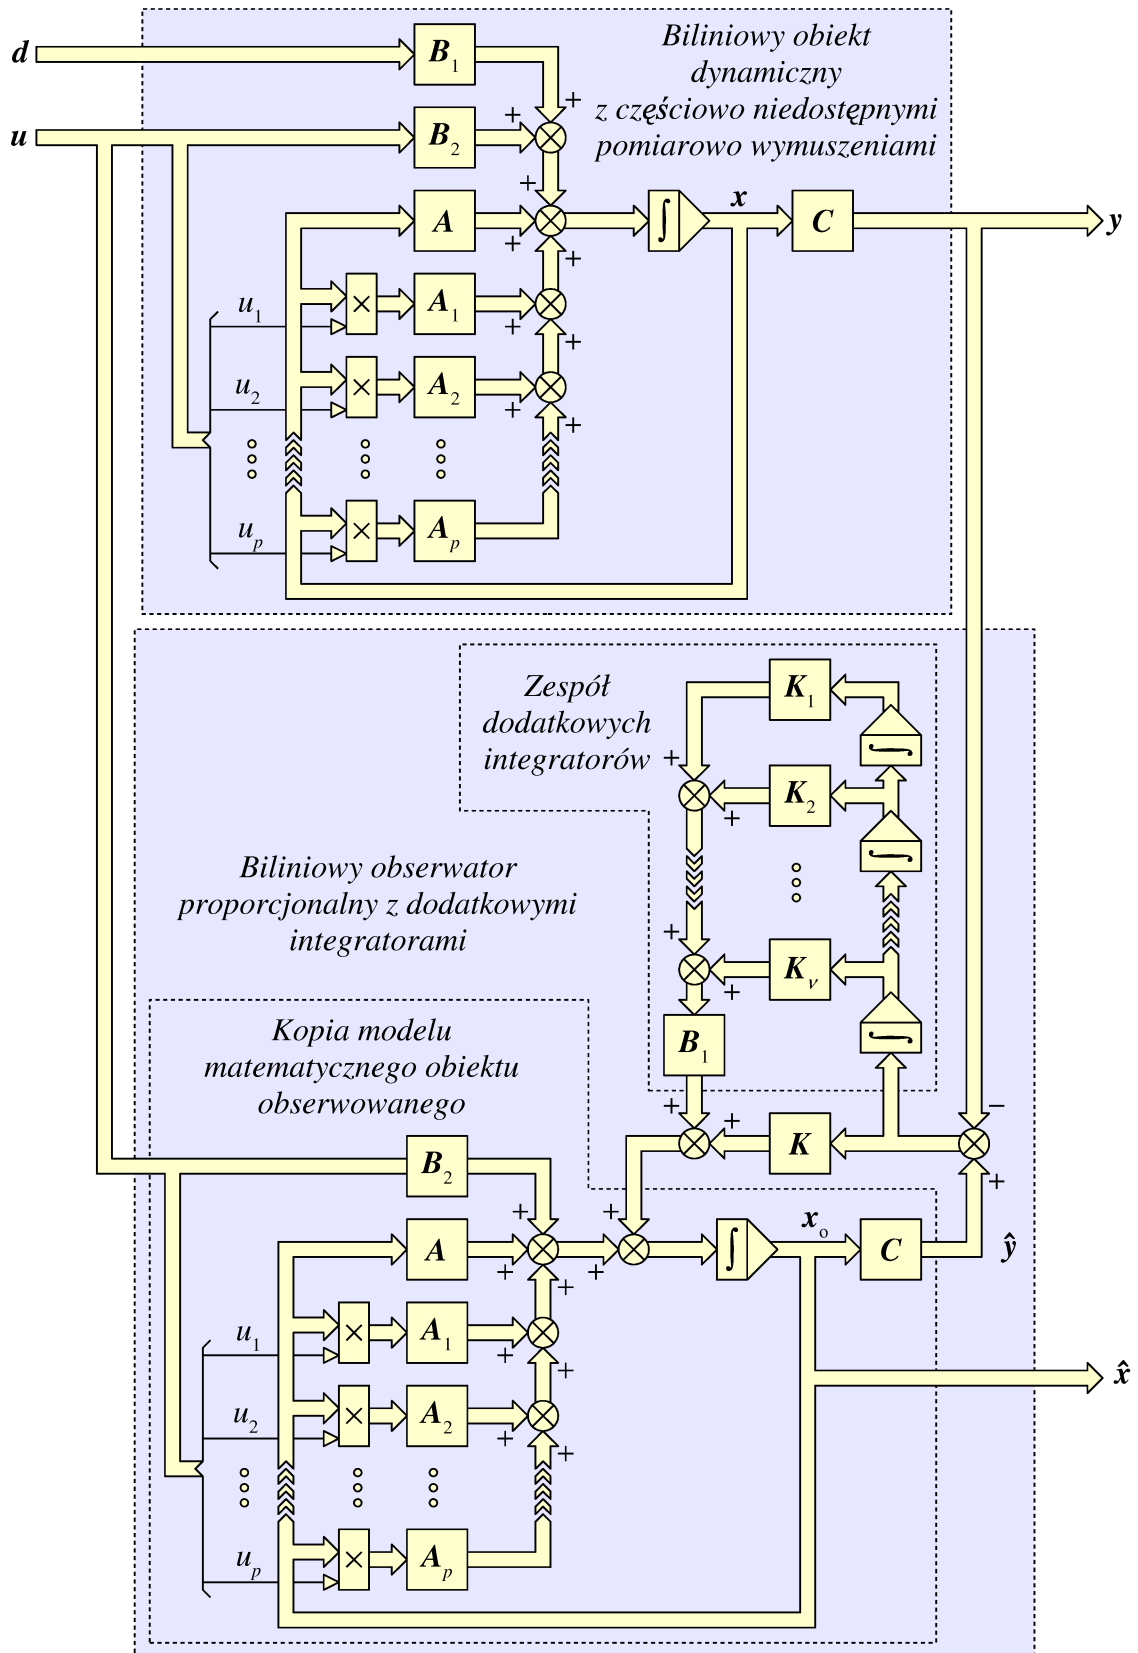 d
B1
Biliniowy obiekt
dynamiczny
z częściowo niedostępnymi
pomiarowo wymuszeniami
+
+
u
B2
+
A
+
∫
x
C
y
+
u1
×
A1
+
+
u2
×
A2
+
+
up
×
Ap
Zespół
dodatkowych
integratorów
K1
∫
+
K2
+
∫
Biliniowy obserwator
proporcjonalny z dodatkowymi
integratorami
+
Kν
+
∫
B1
Kopia modelu
matematycznego obiektu
obserwowanego
+
+
K
−
+
B2
+
+
A
+
+
∫
xo
C
ŷ
+
u1
×
A1
+
+
x̂
u2
×
A2
+
+
up
×
Ap